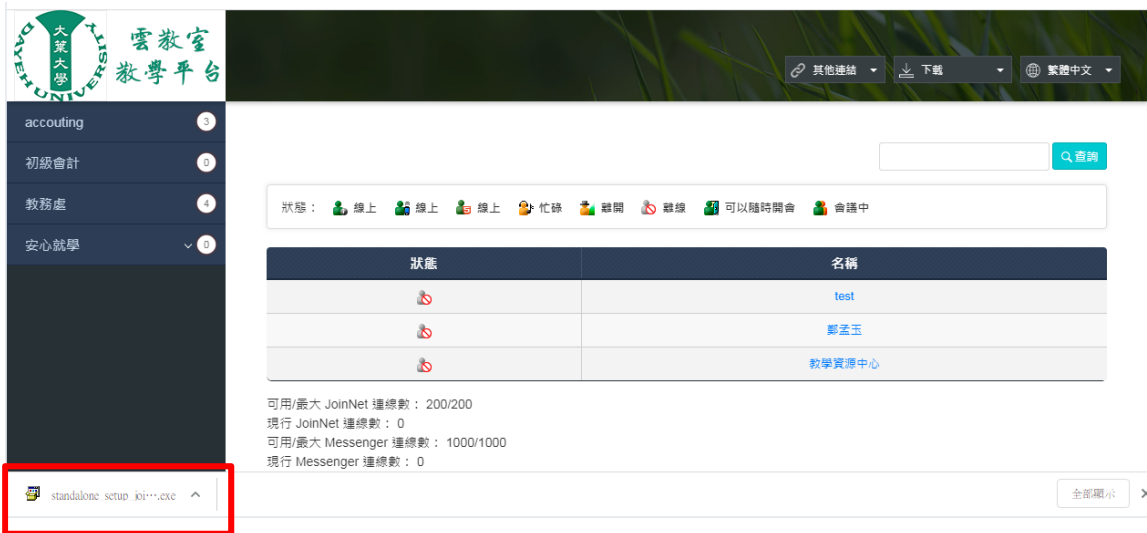 大葉大學
DAYEH UNIVERSITY
雲教室
教學平台
其他連結
下載
繁體中文
accouting 3
初級會計 0
教務處 4
安心就學 0
查詢
狀態： 線上 線上 線上 忙碌 離開 離線 可以隨時開會 會議中
狀態 名稱
test
鄭孟玉
教學資源中心
可用/最大 JoinNet 連線數： 200/200
現行 JoinNet 連線數： 0
可用/最大 Messenger 連線數： 1000/1000
現行 Messenger 連線數： 0
standalone_setup_joi⋯.exe
全部顯示